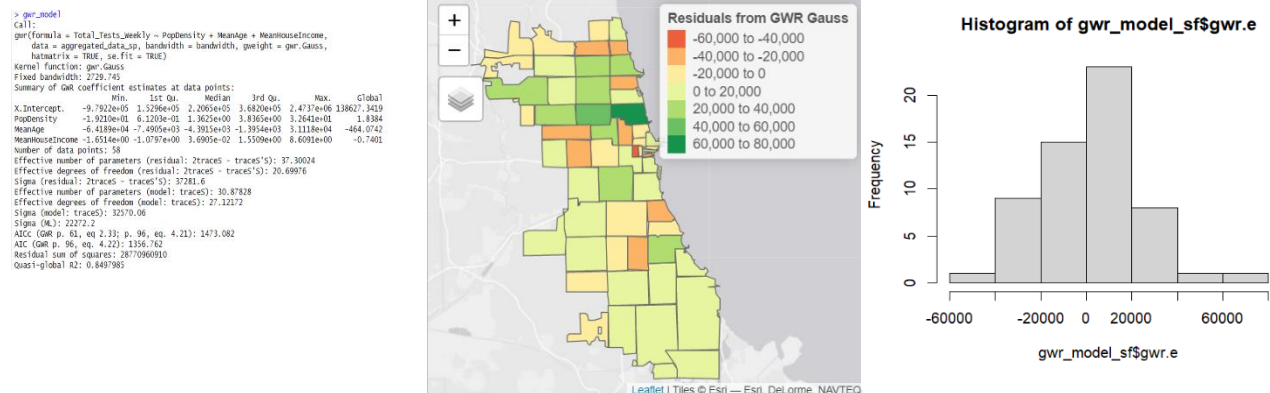 > gwr_model
Call:
gwr(formula = Total_Tests_Weekly ~ PopDensity + MeanAge + MeanHouseIncome,
data = aggregated_data_sp, bandwidth = bandwidth, gweight = gwr.Gauss,
hatmatrix = TRUE, se.fit = TRUE)
Kernel function: gwr.Gauss
Fixed bandwidth: 2729.745
Summary of GWR coefficient estimates at data points:
Min. 1st Qu. Median 3rd Qu. Max. Global
X.Intercept. -9.7922e+05 1.5296e+05 2.2065e+05 3.6820e+05 2.4737e+06 138627.3419
PopDensity -1.9210e+01 6.1203e-01 1.3625e+00 3.8365e+00 3.2641e+01 1.8384
MeanAge -6.4189e+04 -7.4905e+03 -4.3915e+03 -1.3954e+03 3.1118e+04 -464.0742
MeanHouseIncome -1.6514e+00 -1.0797e+00 3.6905e-02 1.5509e+00 8.6091e+00 -0.7401
Number of data points: 58
Effective number of parameters (residual: 2traceS - traceS'S): 37.30024
Effective degrees of freedom (residual: 2traceS - traceS'S): 20.69976
Sigma (residual: 2traceS - traceS'S): 37281.6
Effective number of parameters (model: traceS): 30.87828
Effective degrees of freedom (model: traceS): 27.12172
Sigma (model: traceS): 32570.06
Sigma (ML): 22272.2
AICc (GWR p. 61, eq 2.33; p. 96, eq. 4.21): 1473.082
AIC (GWR p. 96, eq. 4.22): 1356.762
Residual sum of squares: 28770960910
Quasi-global R2: 0.8497985
+
−
Residuals from GWR Gauss
-60,000 to -40,000
-40,000 to -20,000
-20,000 to 0
0 to 20,000
20,000 to 40,000
40,000 to 60,000
60,000 to 80,000
Leaflet | Tiles © Esri — Esri, DeLorme, NAVTEQ
Histogram of gwr_model_sf$gwr.e
Frequency
20
15
10
5
0
-60000 -20000 0 20000 60000
gwr_model_sf$gwr.e